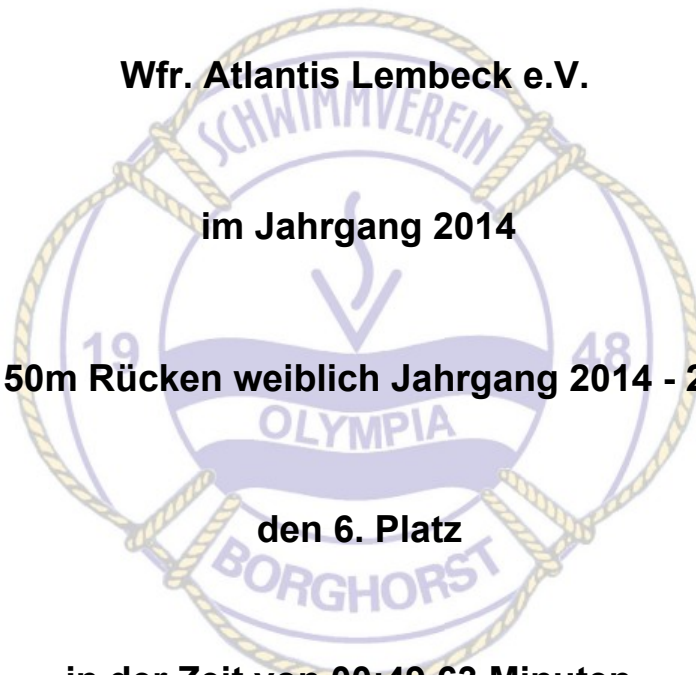 Wfr. Atlantis Lembeck e.V.
SCHWIMMVEREIN
im Jahrgang 2014
19 48
50m Rücken weiblich Jahrgang 2014 - 2
OLYMPIA
den 6. Platz
BORGHORST
in der Zeit von 00:49,63 Minuten